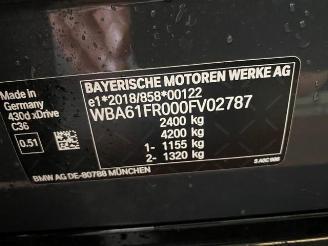 BAYERISCHE MOTOREN WERKE AG
e1*2018/858*00122
WBA61FR000FV02787
Made in
Germany
430d xDrive
C36
0.51
2400 kg
4200 kg
1- 1155 kg
2- 1320 kg
BMW AG DE-80788 MÜNCHEN